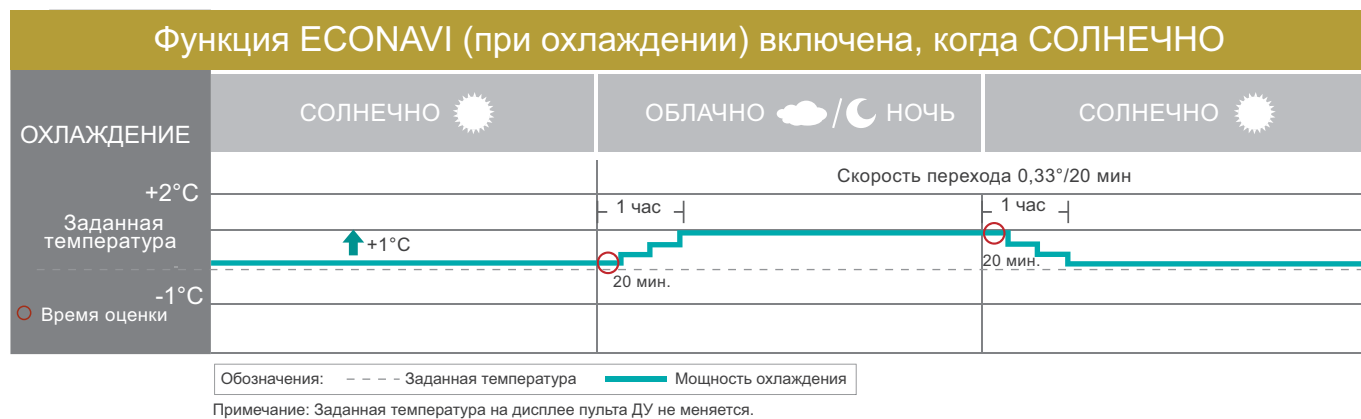 Функция ECONAVI (при охлаждении) включена, когда СОЛНЕЧНО
ОХЛАЖДЕНИЕ
СОЛНЕЧНО
ОБЛАЧНО / НОЧЬ
СОЛНЕЧНО
Скорость перехода 0,33°/20 мин
+2°C
1 час
1 час
Заданная
температура
+1°C
20 мин.
20 мин.
-1°C
Время оценки
Обозначения: Заданная температура Мощность охлаждения
Примечание: Заданная температура на дисплее пульта ДУ не меняется.